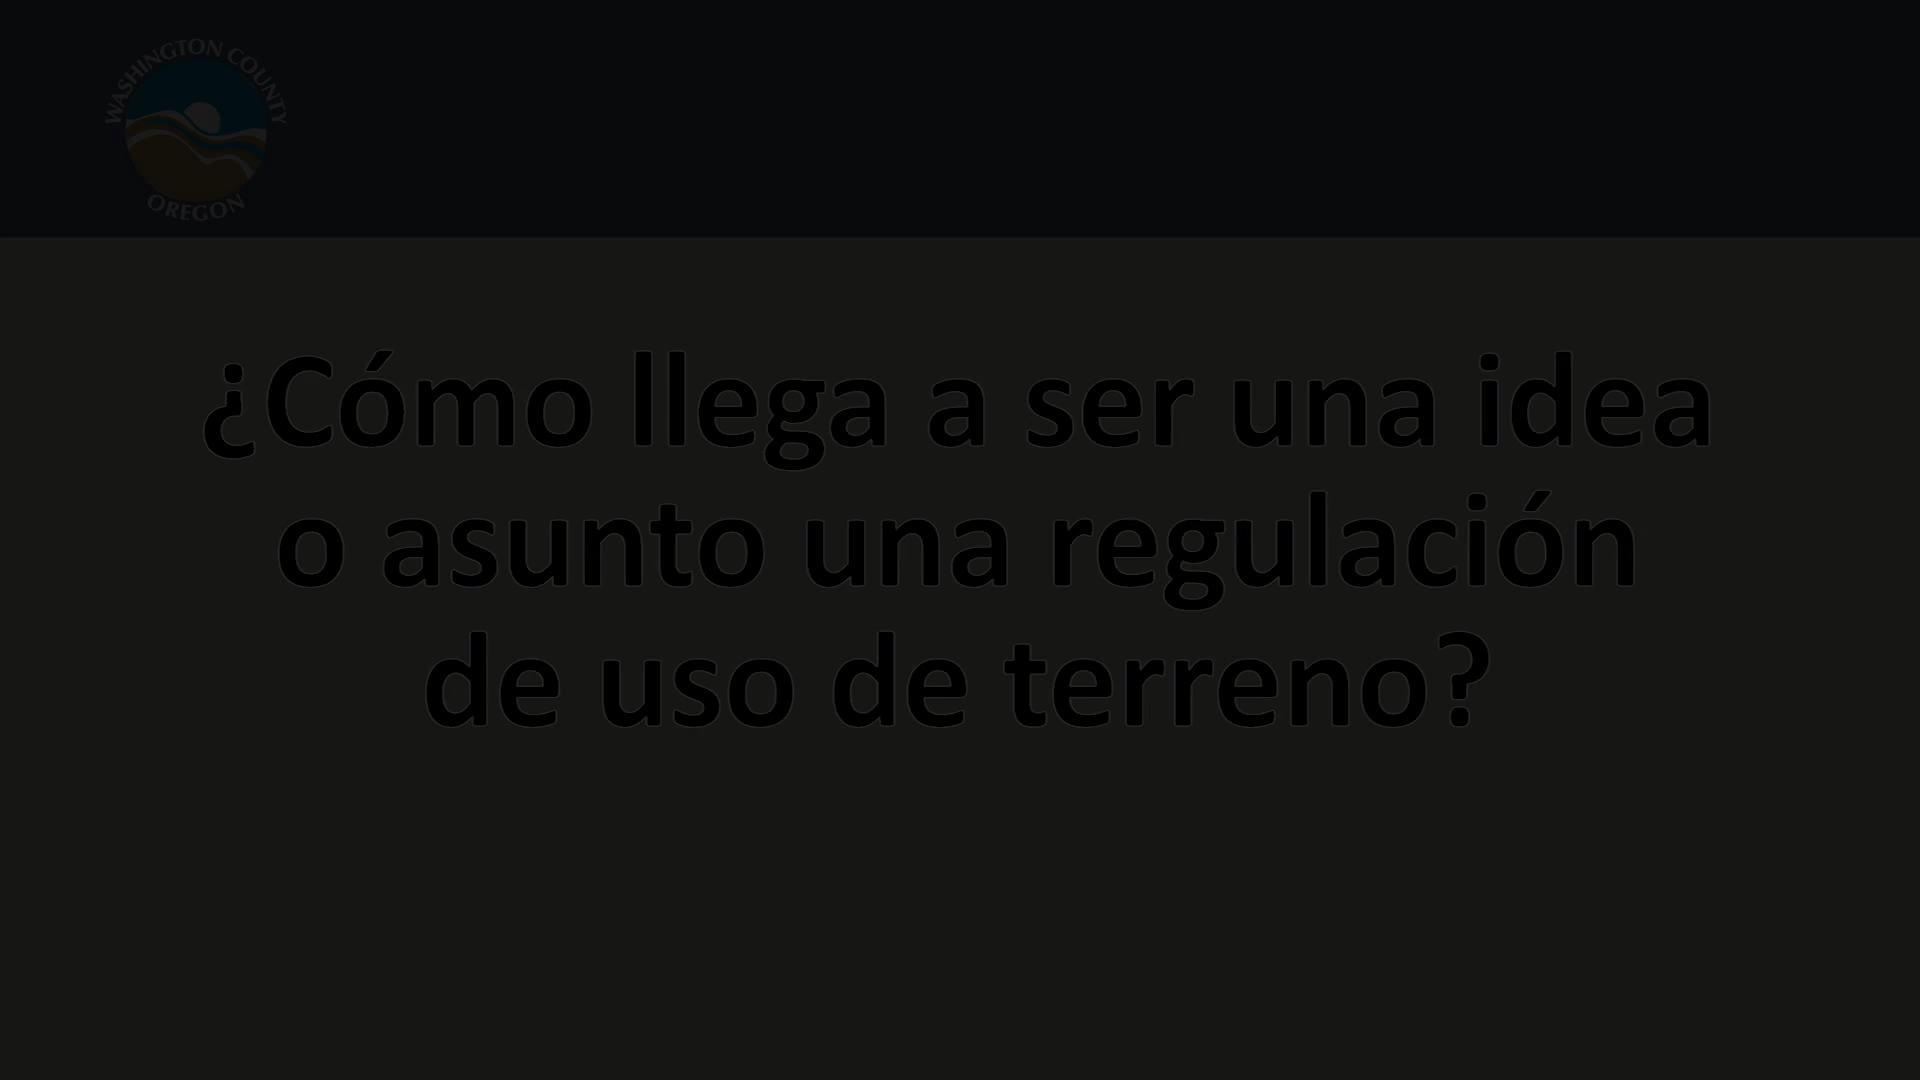 WASHINGTON COUNTY
OREGON
¿Cómo llega a ser una idea
o asunto una regulación
de uso de terreno?